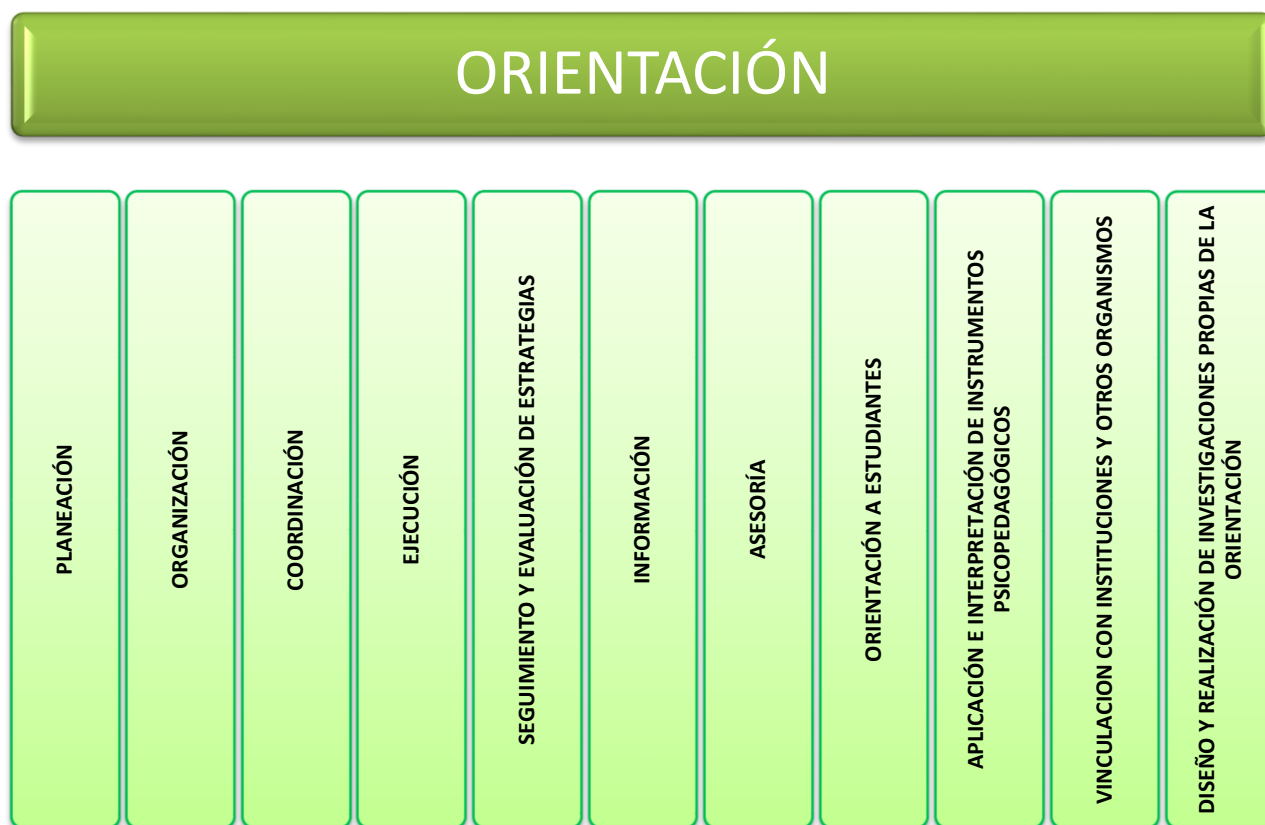 ORIENTACIÓN
PLANEACIÓN
ORGANIZACIÓN
COORDINACIÓN
EJECUCIÓN
SEGUIMIENTO Y EVALUACIÓN DE ESTRATEGIAS
INFORMACIÓN
ASESORÍA
ORIENTACIÓN A ESTUDIANTES
APLICACIÓN E INTERPRETACIÓN DE INSTRUMENTOS
PSICOPEDAGÓGICOS
VINCULACION CON INSTITUCIONES Y OTROS ORGANISMOS
DISEÑO Y REALIZACIÓN DE INVESTIGACIONES PROPIAS DE LA
ORIENTACIÓN